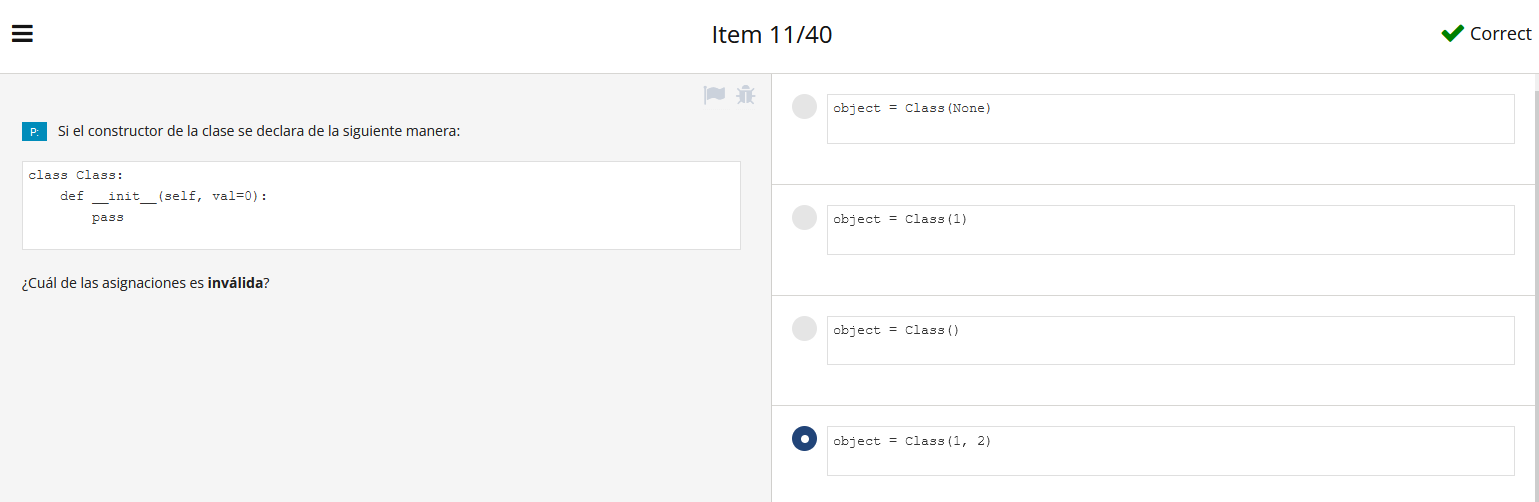 Item 11/40
Correct
P: Si el constructor de la clase se declara de la siguiente manera:
class Class:
    def __init__(self, val=0):
        pass
¿Cuál de las asignaciones es inválida?
object = Class(None)
object = Class(1)
object = Class()
object = Class(1, 2)